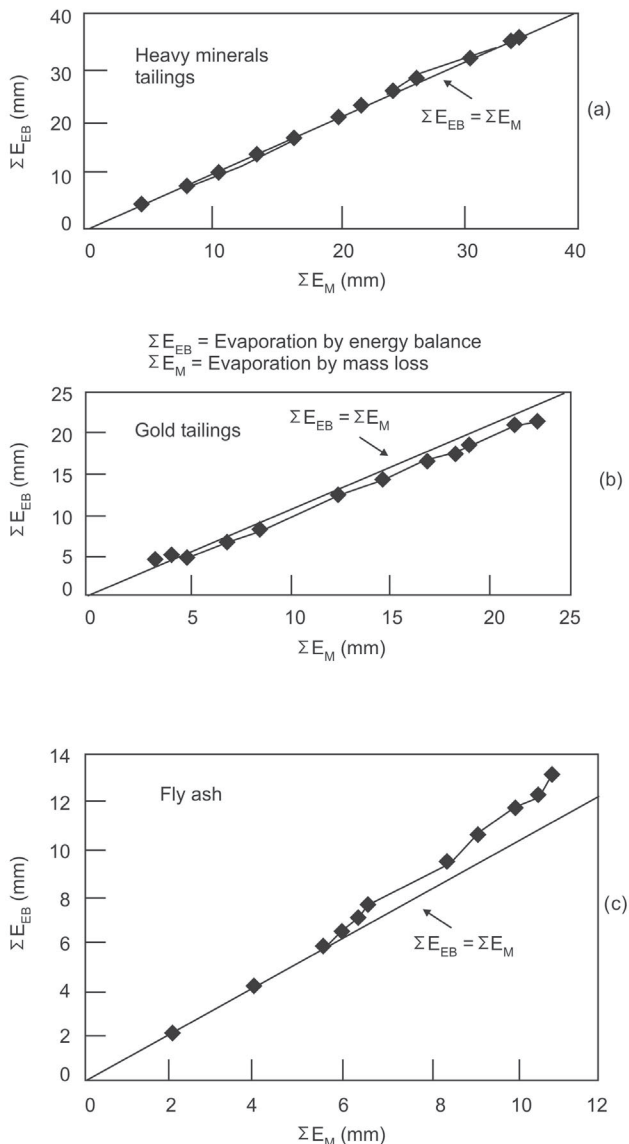 40
30
20
10
0
ΣE_EB (mm)
Heavy minerals
tailings
ΣE_EB = ΣE_M
(a)
0 10 20 30 40
ΣE_M (mm)
ΣE_EB = Evaporation by energy balance
ΣE_M = Evaporation by mass loss
25
20
15
10
5
0
ΣE_EB (mm)
Gold tailings
ΣE_EB = ΣE_M
(b)
0 5 10 15 20 25
ΣE_M (mm)
14
12
10
8
6
4
2
0
ΣE_EB (mm)
Fly ash
ΣE_EB = ΣE_M
(c)
0 2 4 6 8 10 12
ΣE_M (mm)